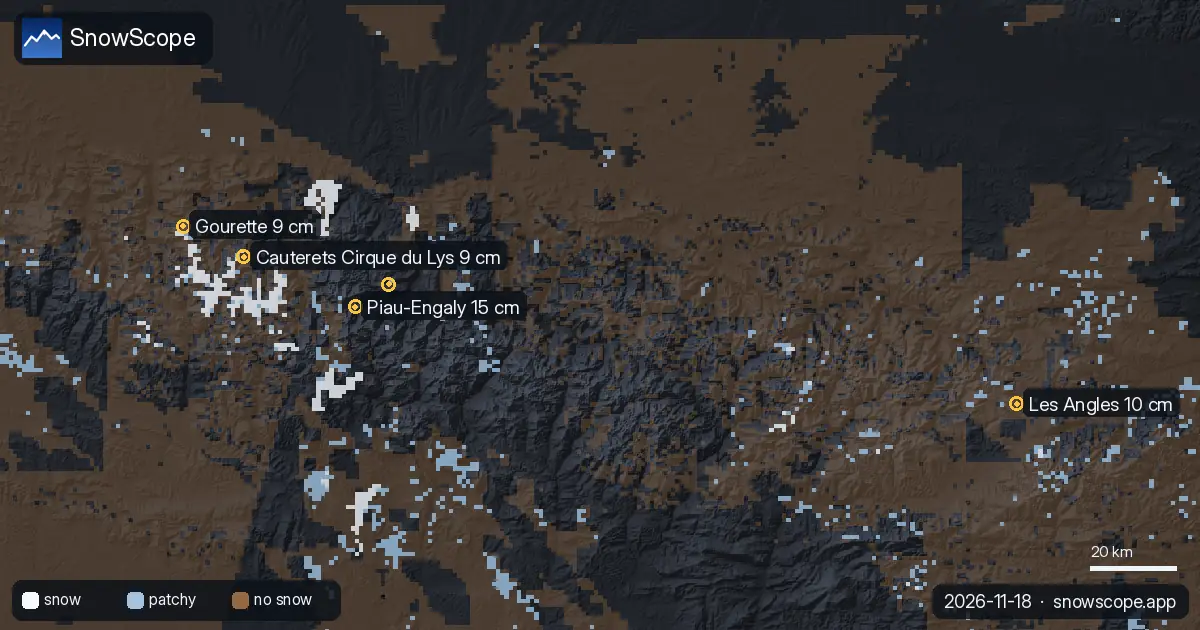 SnowScope
Gourette 9 cm
Cauterets Cirque du Lys 9 cm
Piau-Engaly 15 cm
Les Angles 10 cm
20 km
snow
patchy
no snow
2026-11-18 · snowscope.app